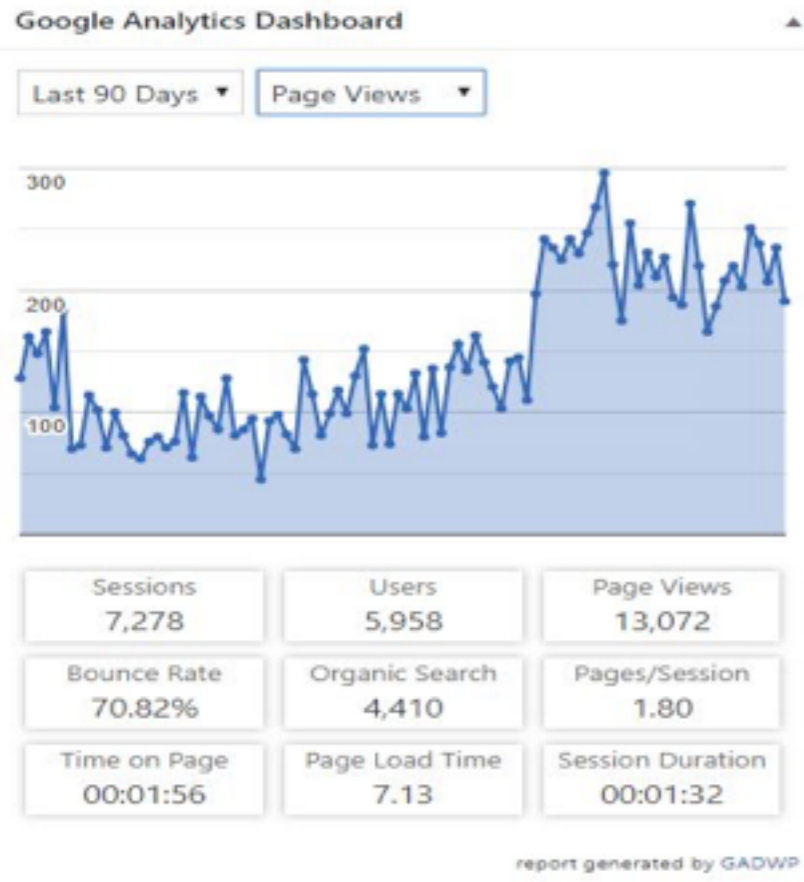 Google Analytics Dashboard
Last 90 Days
Page Views
300
200
100
Sessions
7,278
Users
5,958
Page Views
13,072
Bounce Rate
70.82%
Organic Search
4,410
Pages/Session
1.80
Time on Page
00:01:56
Page Load Time
7.13
Session Duration
00:01:32
report generated by GADWP